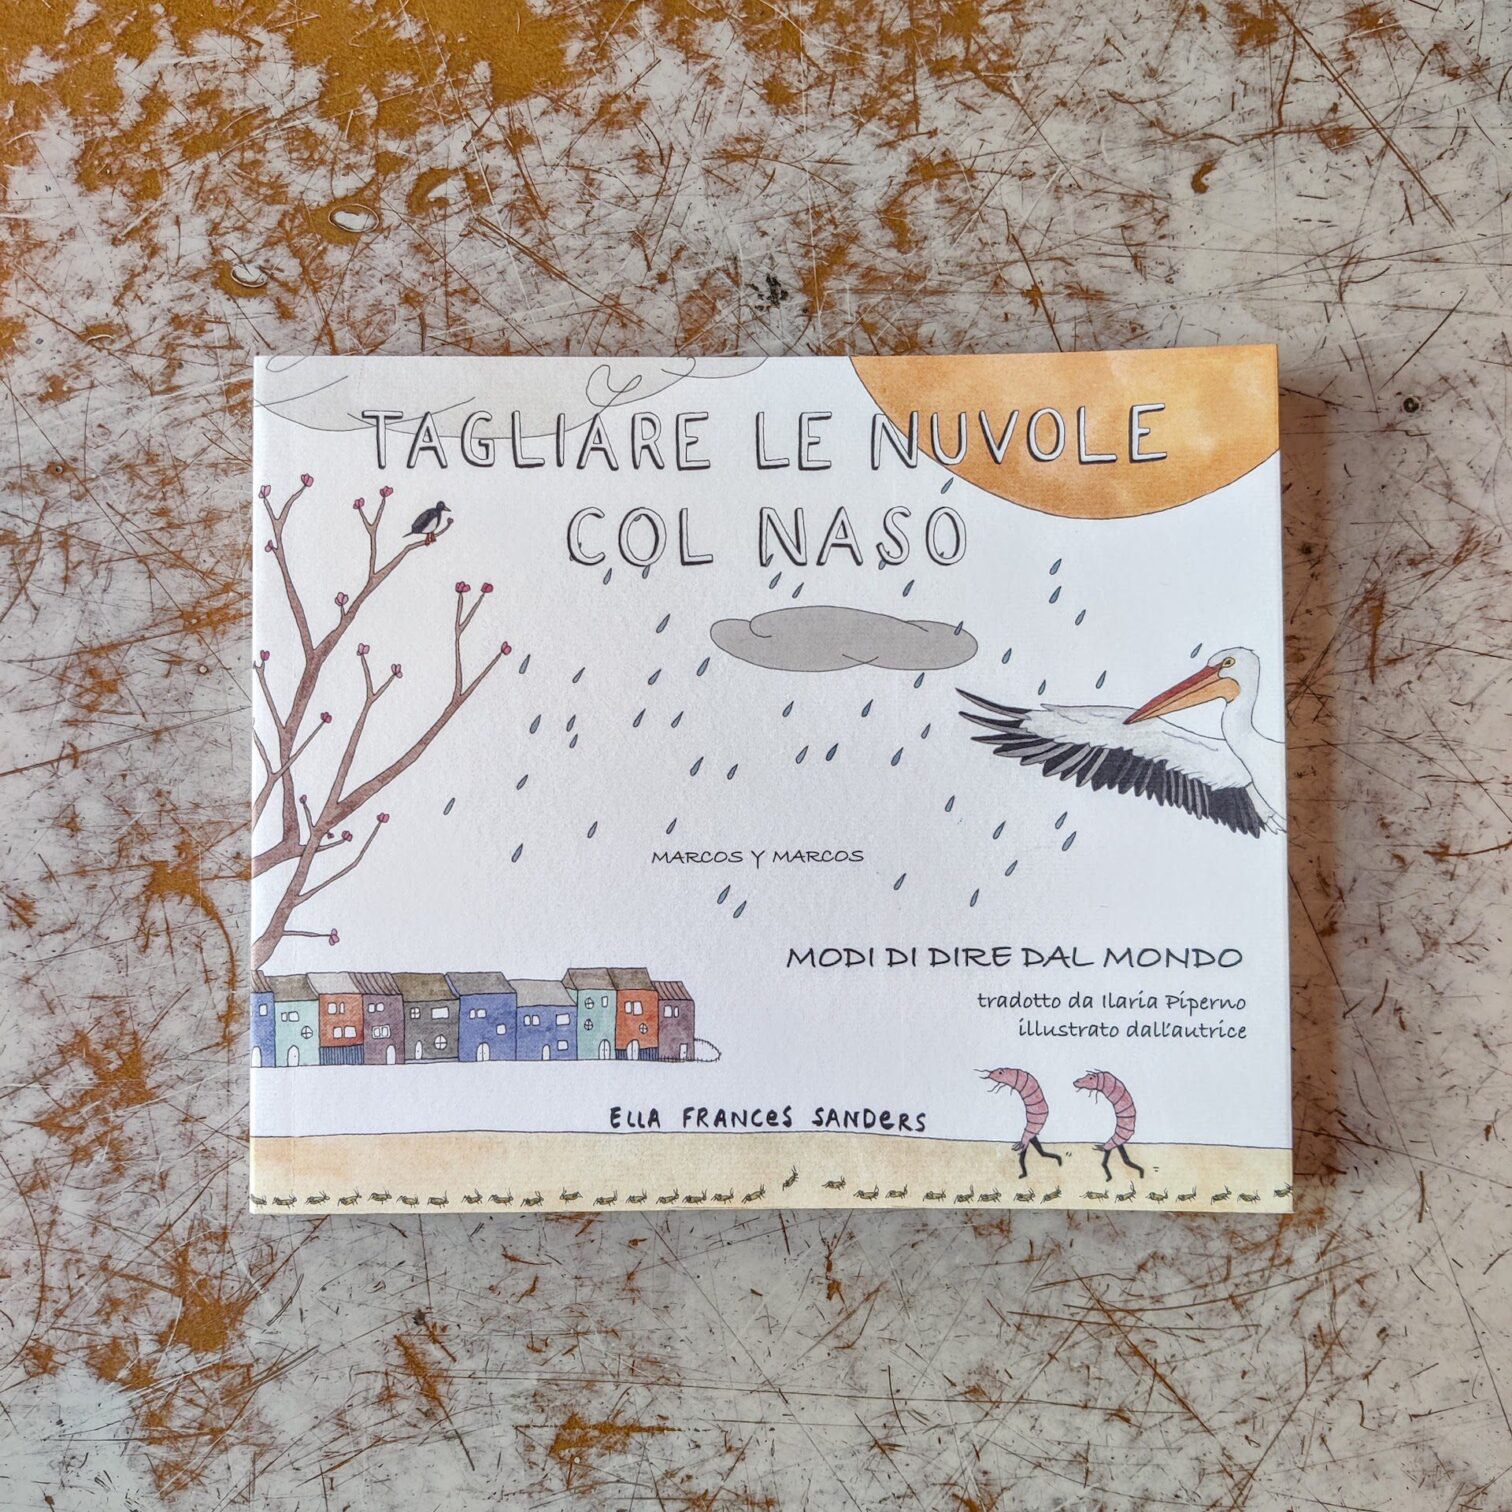 TAGLIARE LE NUVOLE
COL NASO
MARCOS Y MARCOS
MODI DI DIRE DAL MONDO
tradotto da Ilaria Piperno
illustrato dall'autrice
ELLA FRANCES SANDERS